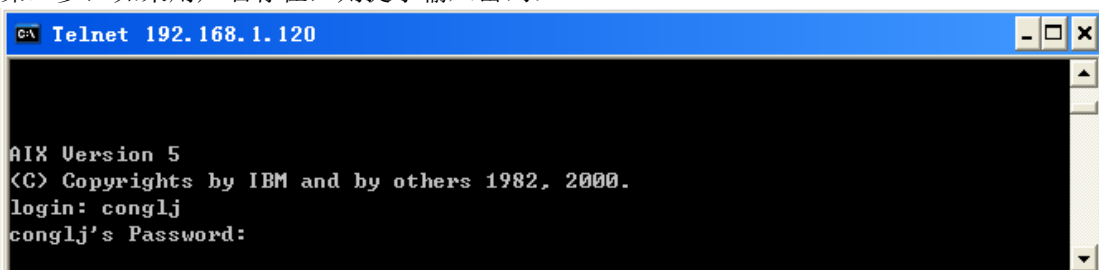 Telnet 192.168.1.120
AIX Version 5
(C) Copyrights by IBM and by others 1982, 2000.
login: conglj
conglj's Password: